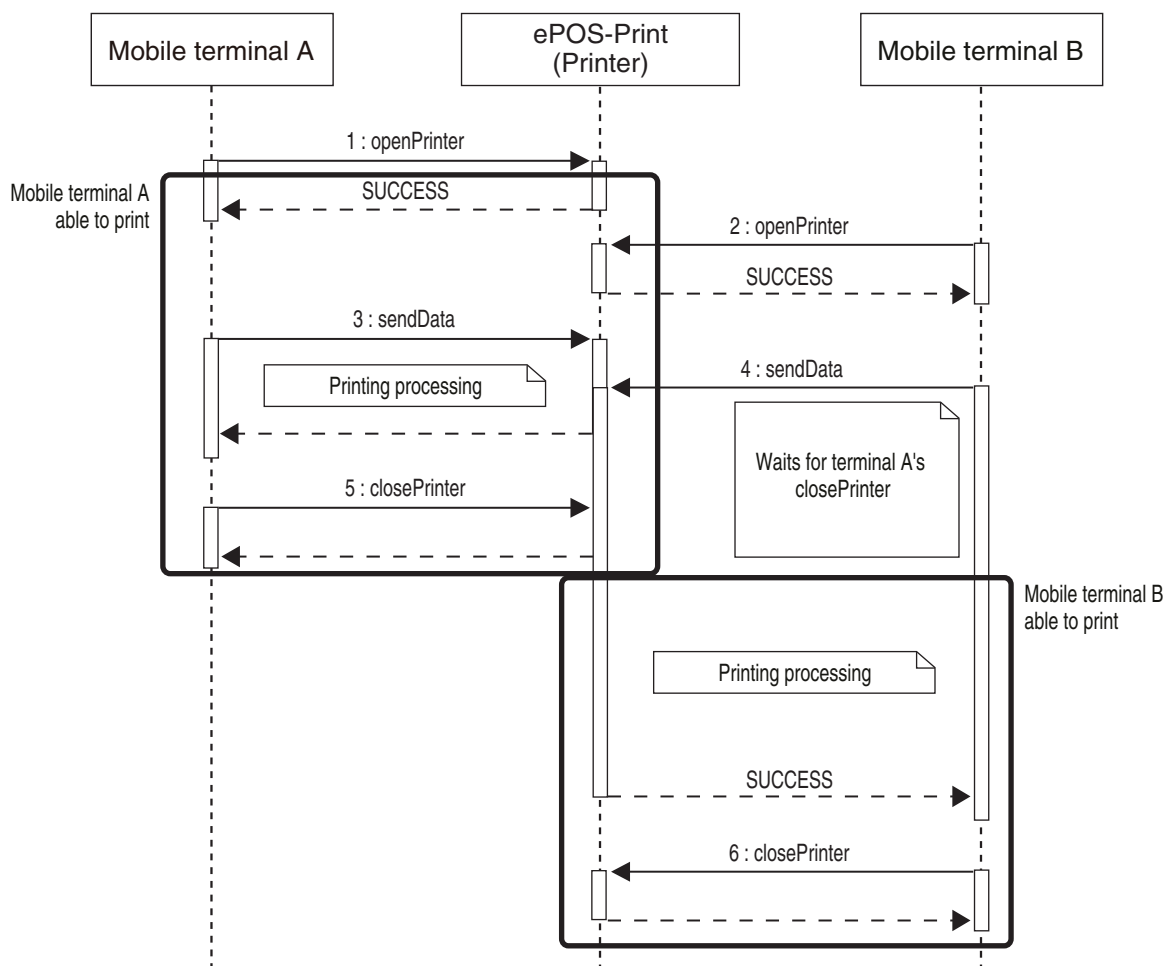 Mobile terminal A
ePOS-Print
(Printer)
Mobile terminal B
1 : openPrinter
Mobile terminal A
able to print
SUCCESS
2 : openPrinter
SUCCESS
3 : sendData
Printing processing
4 : sendData
Waits for terminal A's
closePrinter
5 : closePrinter
Mobile terminal B
able to print
Printing processing
SUCCESS
6 : closePrinter